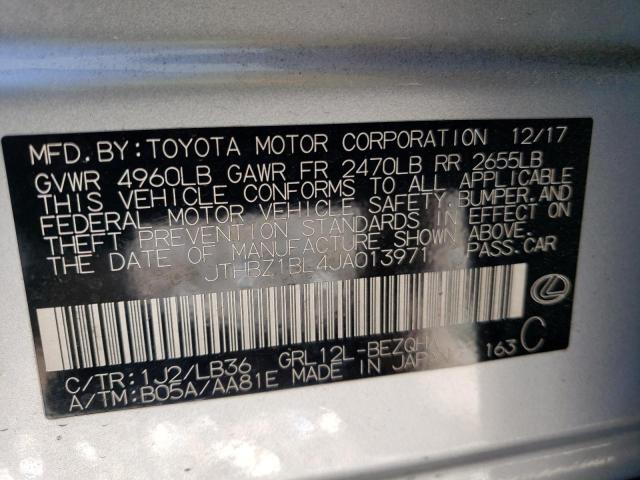 MFD.BY:TOYOTA MOTOR CORPORATION 12/17
GVWR 4960LB GAWR FR 2470LB RR 2655LB
THIS VEHICLE CONFORMS TO ALL APPLICABLE
FEDERAL MOTOR VEHICLE SAFETY,BUMPER,AND
THEFT PREVENTION STANDARDS IN EFFECT ON
THE DATE OF MANUFACTURE SHOWN ABOVE.
JTHBZ1BL4JA013971 PASS.CAR
C/TR:1J2/LB36 GRL12L-BEZQH 163 C
A/TM:B05A/AA81E MADE IN JAPAN